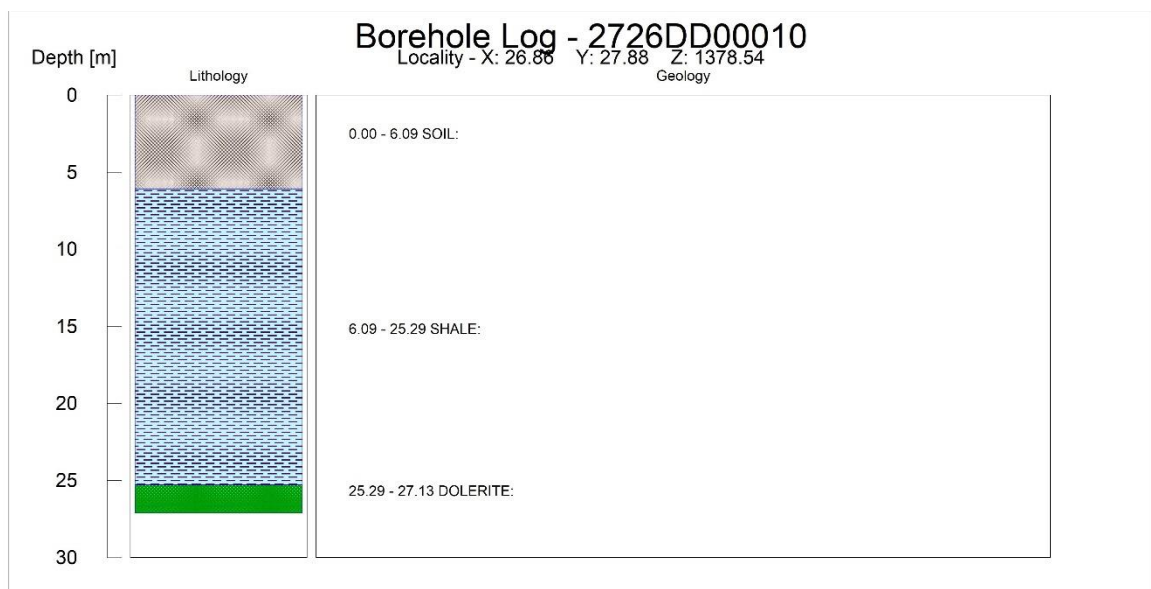 Borehole Log - 2726DD00010
Depth [m]
Locality - X: 26.86 Y: 27.88 Z: 1378.54
Lithology
Geology
0
0.00 - 6.09 SOIL:
5
10
15
6.09 - 25.29 SHALE:
20
25
25.29 - 27.13 DOLERITE:
30